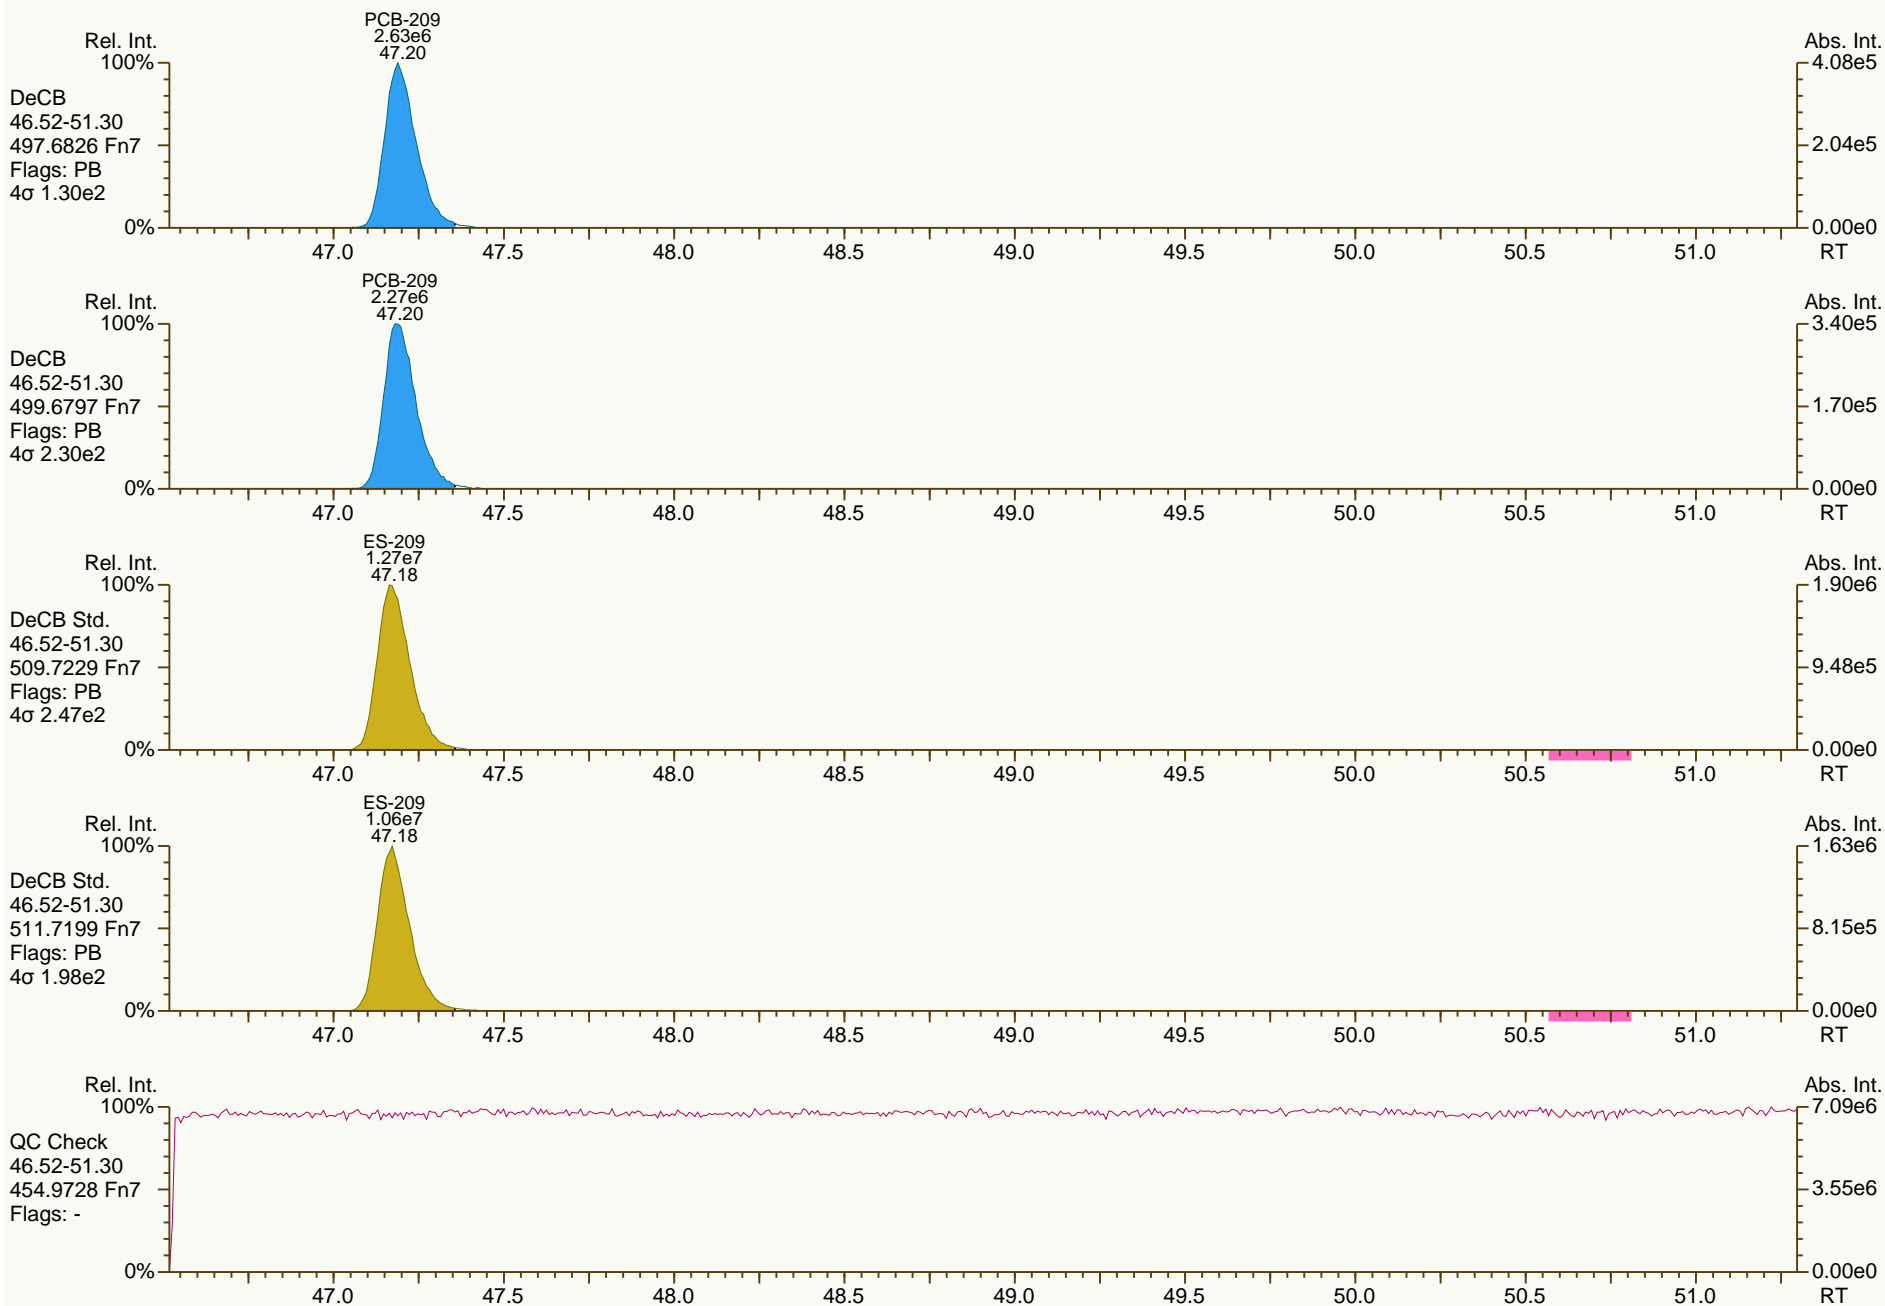 PCB-209
2.63e6
47.20
Rel. Int.
Abs. Int.
100%
4.08e5
DeCB
46.52-51.30
497.6826 Fn7
2.04e5
Flags: PB
4σ 1.30e2
0%
0.00e0
47.0 47.5 48.0 48.5 49.0 49.5 50.0 50.5 51.0 RT
PCB-209
2.27e6
47.20
Rel. Int.
Abs. Int.
100%
3.40e5
DeCB
46.52-51.30
499.6797 Fn7
1.70e5
Flags: PB
4σ 2.30e2
0%
0.00e0
47.0 47.5 48.0 48.5 49.0 49.5 50.0 50.5 51.0 RT
ES-209
1.27e7
47.18
Rel. Int.
Abs. Int.
100%
1.90e6
DeCB Std.
46.52-51.30
509.7229 Fn7
9.48e5
Flags: PB
4σ 2.47e2
0%
0.00e0
47.0 47.5 48.0 48.5 49.0 49.5 50.0 50.5 51.0 RT
ES-209
1.06e7
47.18
Rel. Int.
Abs. Int.
100%
1.63e6
DeCB Std.
46.52-51.30
511.7199 Fn7
8.15e5
Flags: PB
4σ 1.98e2
0%
0.00e0
47.0 47.5 48.0 48.5 49.0 49.5 50.0 50.5 51.0 RT
Rel. Int.
Abs. Int.
100%
7.09e6
QC Check
46.52-51.30
454.9728 Fn7
3.55e6
Flags: -
0%
0.00e0
47.0 47.5 48.0 48.5 49.0 49.5 50.0 50.5 51.0 RT